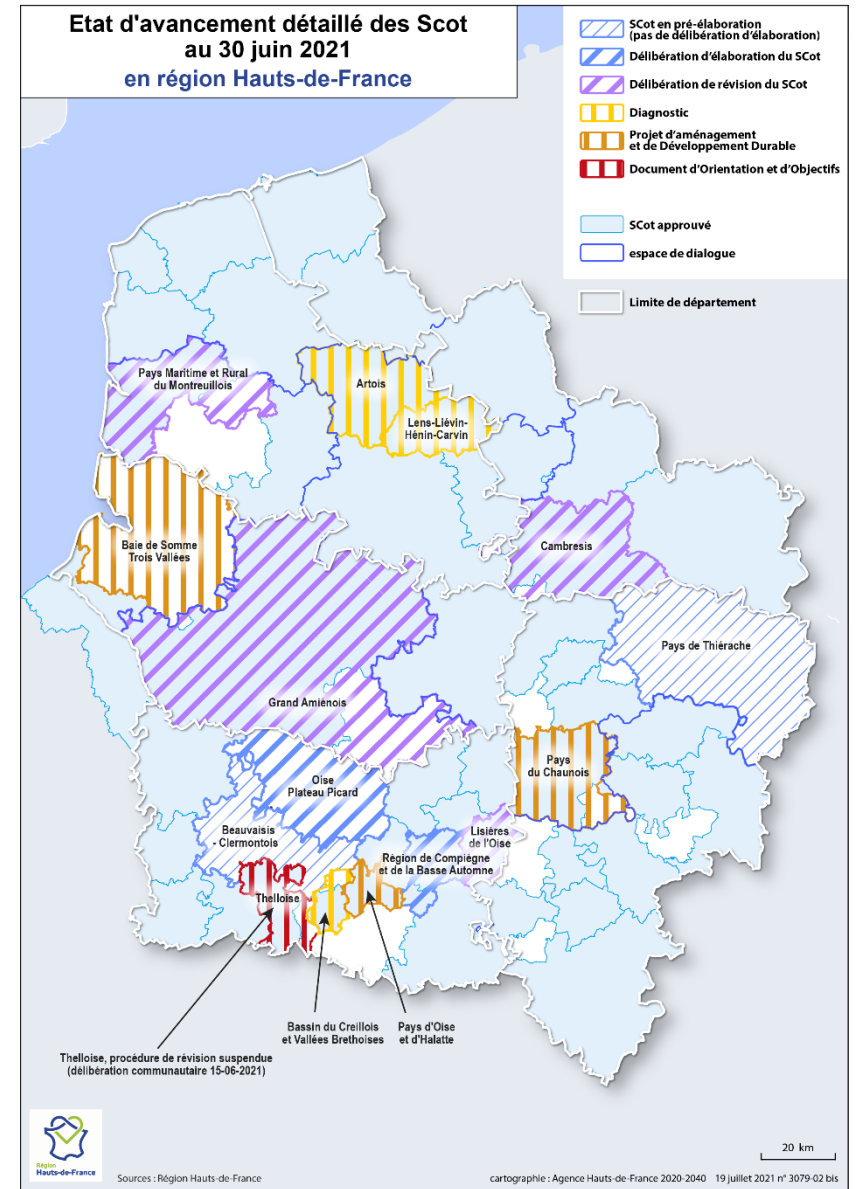 Etat d'avancement détaillé des Scot
au 30 juin 2021
en région Hauts-de-France
SCot en pré-élaboration
(pas de délibération d'élaboration)
Délibération d'élaboration du SCot
Délibération de révision du SCot
Diagnostic
Projet d'aménagement
et de Développement Durable
Document d'Orientation et d'Objectifs
SCot approuvé
espace de dialogue
Limite de département
Pays Maritime et Rural
du Montreuillois
Artois
Lens-Liévin-
Hénin-Carvin
Baie de Somme
Trois Vallées
Cambresis
Pays de Thiérache
Grand Amiénois
Pays
du Chaunois
Oise
Plateau Picard
Beauvaisis
- Clermontois
Lisières
de l'Oise
Région de Compiègne
et de la Basse Automne
Thelloise
Bassin du Creillois
et Vallées Brethoises
Pays d'Oise
et d'Halatte
Thelloise, procédure de révision suspendue
(délibération communautaire 15-06-2021)
20 km
Région
Hauts-de-France
Sources : Région Hauts-de-France
cartographie : Agence Hauts-de-France 2020-2040 19 juillet 2021 n° 3079-02 bis